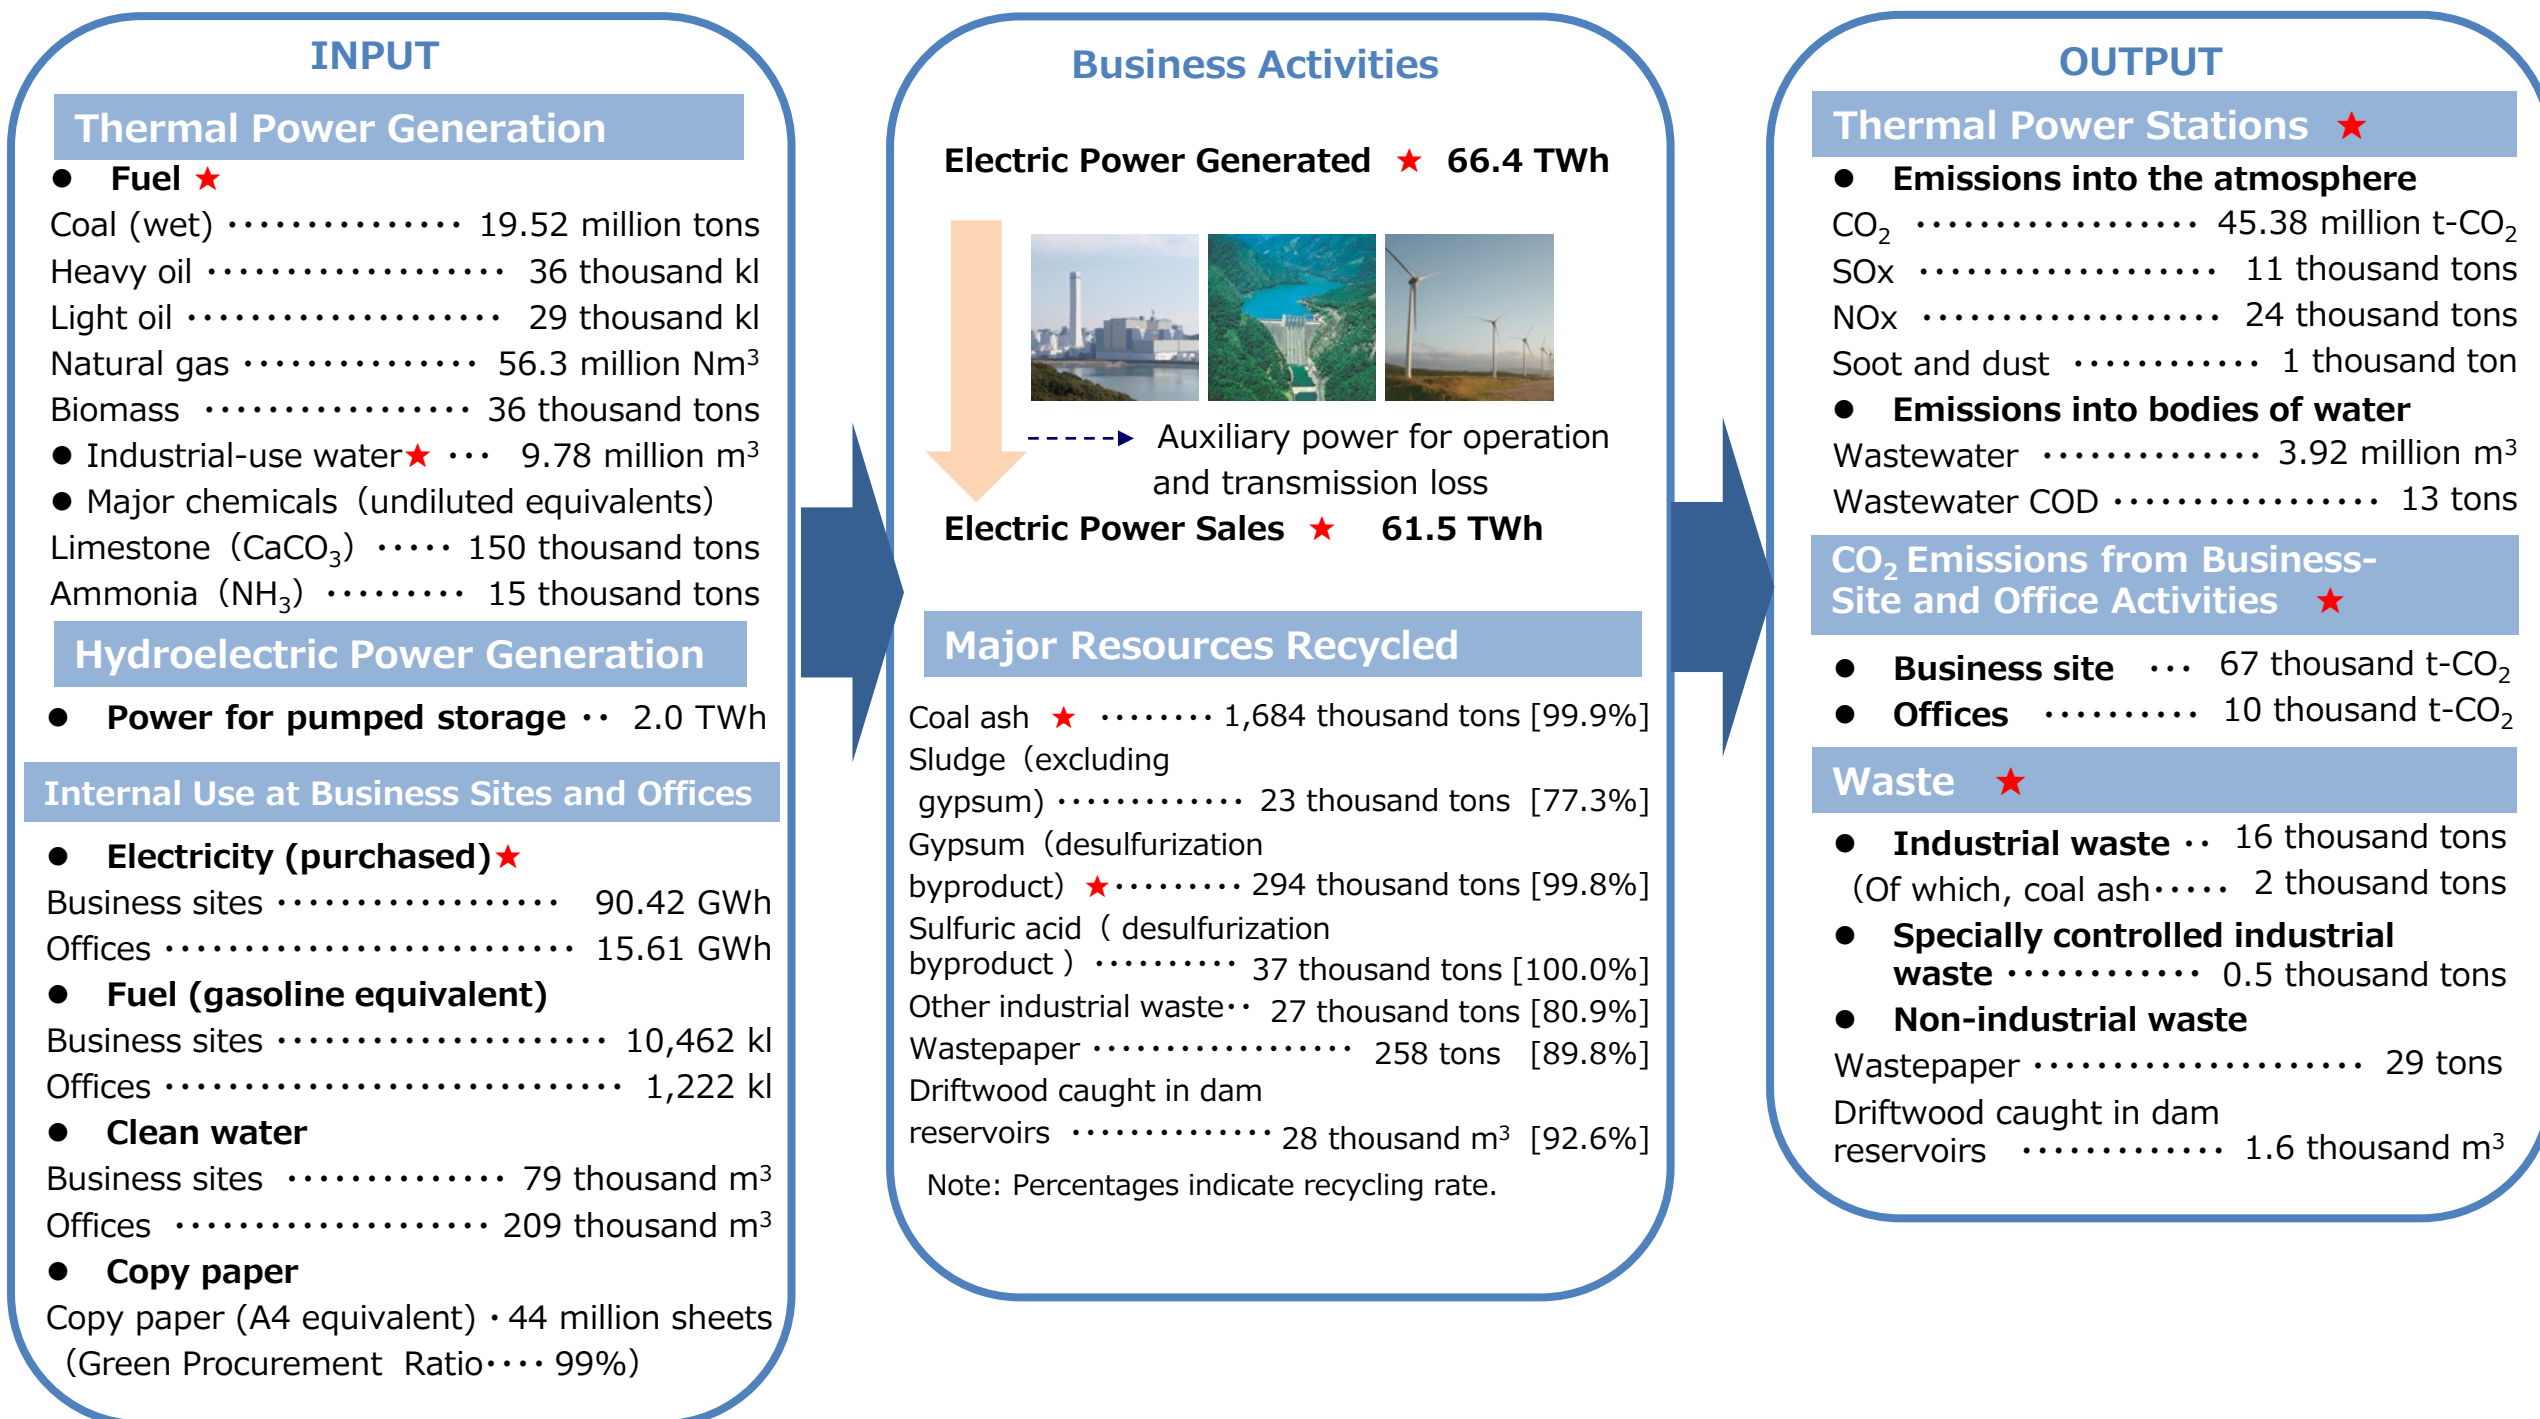 INPUT
Thermal Power Generation
● Fuel ★
Coal (wet) ··············· 19.52 million tons
Heavy oil ··················· 36 thousand kl
Light oil ···················· 29 thousand kl
Natural gas ··············· 56.3 million Nm³
Biomass ················· 36 thousand tons
● Industrial-use water★ ··· 9.78 million m³
● Major chemicals（undiluted equivalents）
Limestone（CaCO₃）····· 150 thousand tons
Ammonia（NH₃）········· 15 thousand tons
Hydroelectric Power Generation
● Power for pumped storage ·· 2.0 TWh
Internal Use at Business Sites and Offices
● Electricity (purchased)★
Business sites ·················· 90.42 GWh
Offices ·························· 15.61 GWh
● Fuel (gasoline equivalent)
Business sites ····················· 10,462 kl
Offices ····························· 1,222 kl
● Clean water
Business sites ·············· 79 thousand m³
Offices ···················· 209 thousand m³
● Copy paper
Copy paper (A4 equivalent) · 44 million sheets
（Green Procurement Ratio···· 99%）
Business Activities
Electric Power Generated ★ 66.4 TWh
Auxiliary power for operation
and transmission loss
Electric Power Sales ★ 61.5 TWh
Major Resources Recycled
Coal ash ★ ········ 1,684 thousand tons [99.9%]
Sludge（excluding
gypsum) ············· 23 thousand tons [77.3%]
Gypsum（desulfurization
byproduct）★········· 294 thousand tons [99.8%]
Sulfuric acid（ desulfurization
byproduct ）·········· 37 thousand tons [100.0%]
Other industrial waste·· 27 thousand tons [80.9%]
Wastepaper ·················· 258 tons [89.8%]
Driftwood caught in dam
reservoirs ·············· 28 thousand m³ [92.6%]
Note: Percentages indicate recycling rate.
OUTPUT
Thermal Power Stations ★
● Emissions into the atmosphere
CO₂ ·················· 45.38 million t-CO₂
SOx ··················· 11 thousand tons
NOx ··················· 24 thousand tons
Soot and dust ············ 1 thousand ton
● Emissions into bodies of water
Wastewater ·············· 3.92 million m³
Wastewater COD ················· 13 tons
CO₂ Emissions from Business-
Site and Office Activities ★
● Business site ··· 67 thousand t-CO₂
● Offices ·········· 10 thousand t-CO₂
Waste ★
● Industrial waste ·· 16 thousand tons
（Of which, coal ash····· 2 thousand tons
● Specially controlled industrial
waste ············ 0.5 thousand tons
● Non-industrial waste
Wastepaper ····················· 29 tons
Driftwood caught in dam
reservoirs ············· 1.6 thousand m³